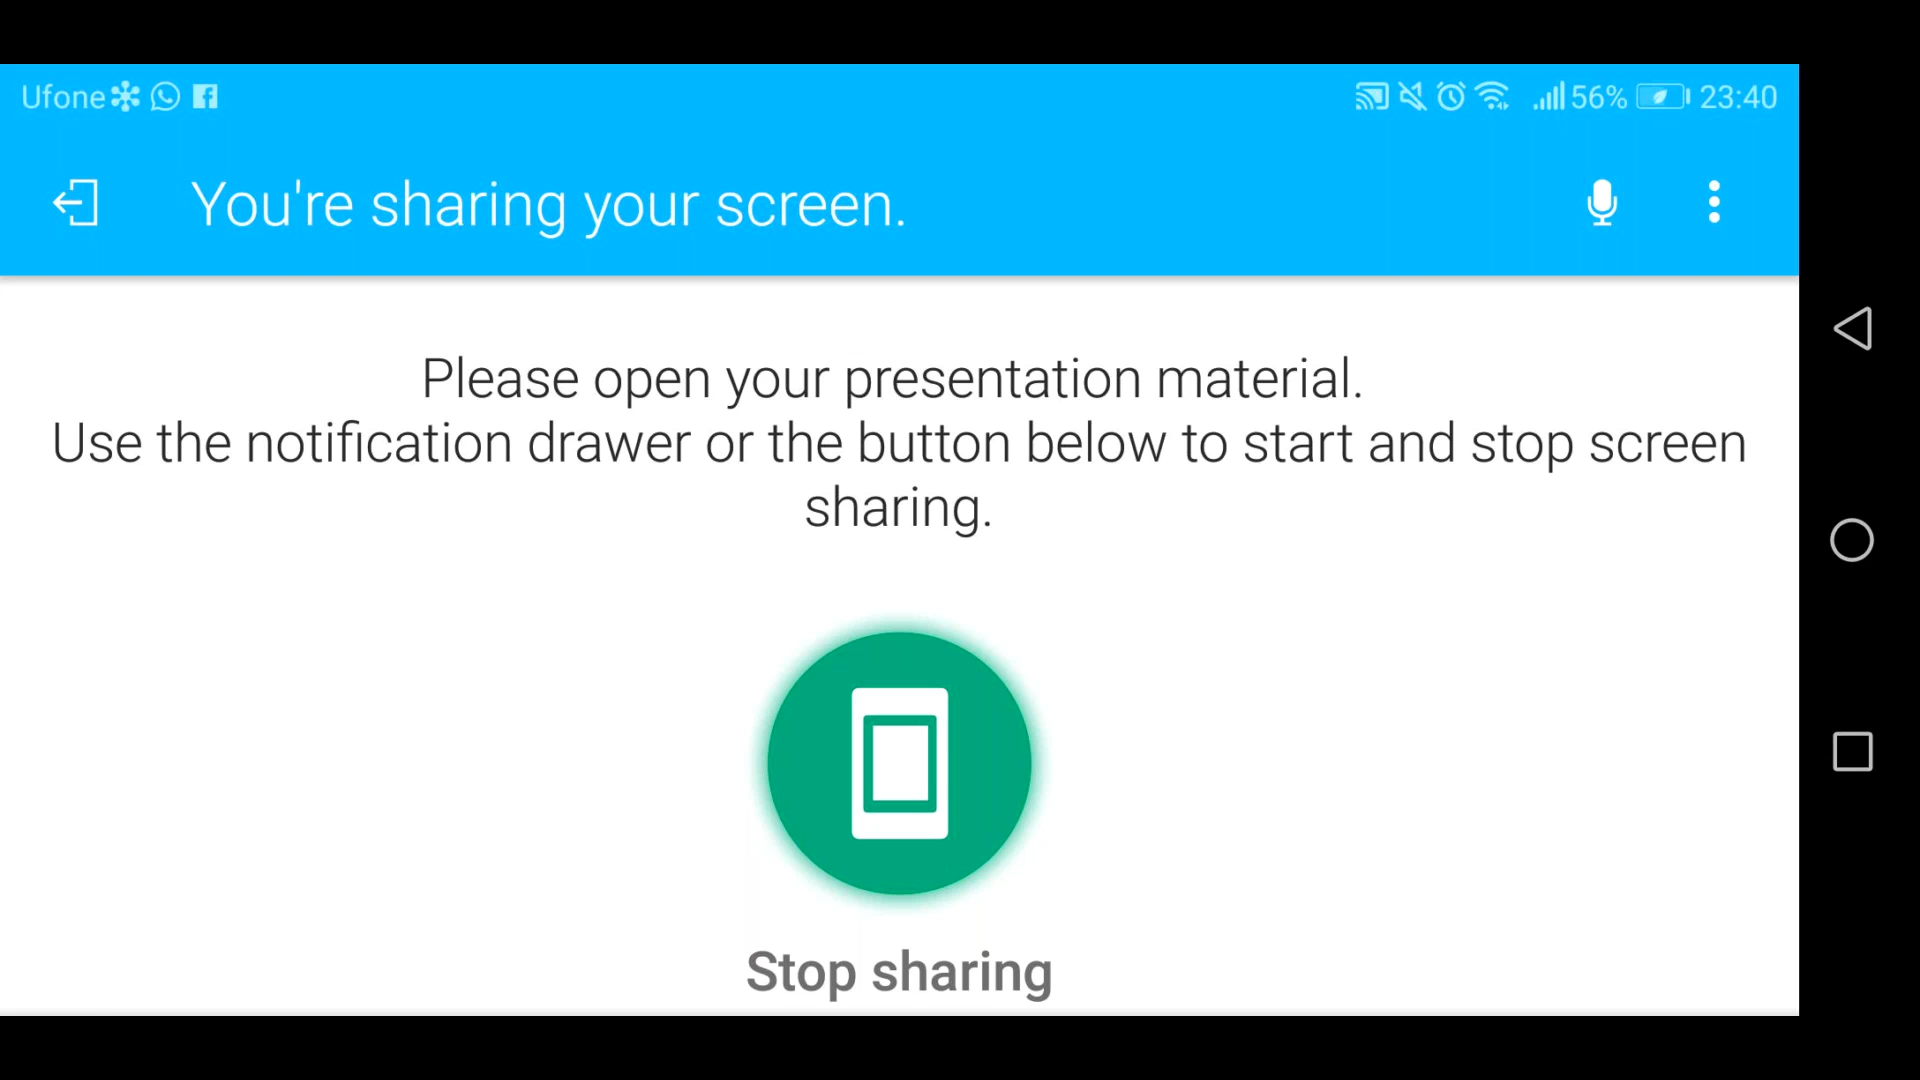 Ufone 56% 23:40
You're sharing your screen.
Please open your presentation material.
Use the notification drawer or the button below to start and stop screen
sharing.
Stop sharing